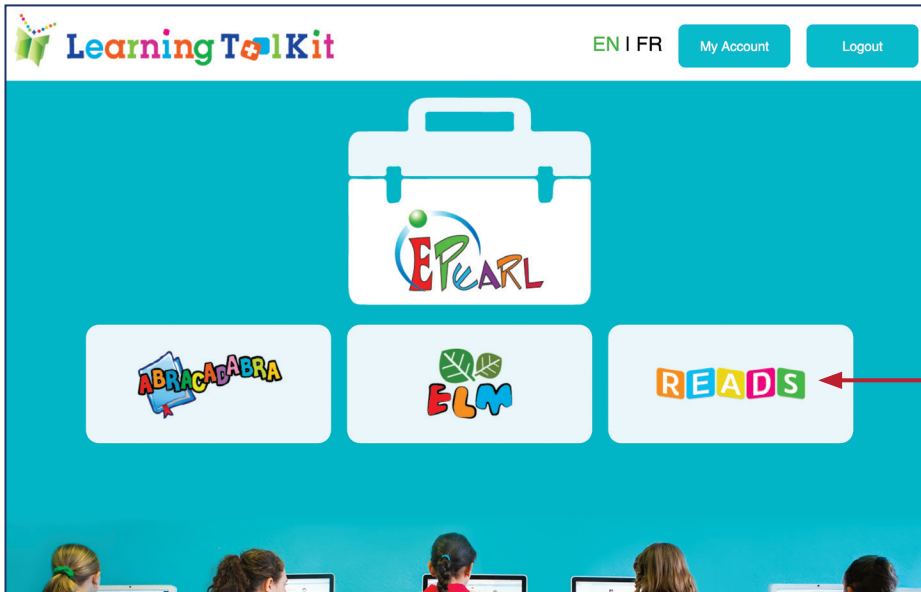 Learning ToolKit
EN | FR
My Account
Logout
EPEARL
ABRACADABRA
ELM
READS